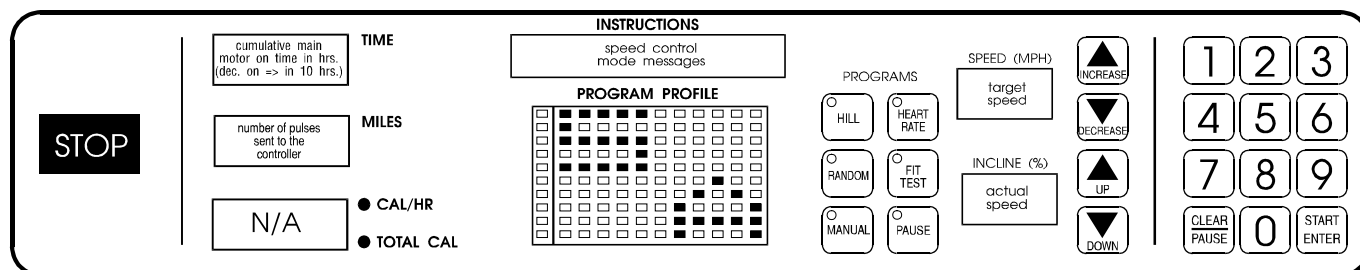 STOP
cumulative main
motor on time in hrs.
(dec. on => in 10 hrs.)
TIME
number of pulses
sent to the
controller
MILES
N/A
CAL/HR
TOTAL CAL
INSTRUCTIONS
speed control
mode messages
PROGRAM PROFILE
PROGRAMS
HILL
HEART
RATE
RANDOM
FIT
TEST
MANUAL
PAUSE
SPEED (MPH)
target
speed
INCLINE (%)
actual
speed
INCREASE
DECREASE
UP
DOWN
1 2 3
4 5 6
7 8 9
CLEAR
PAUSE
0
START
ENTER